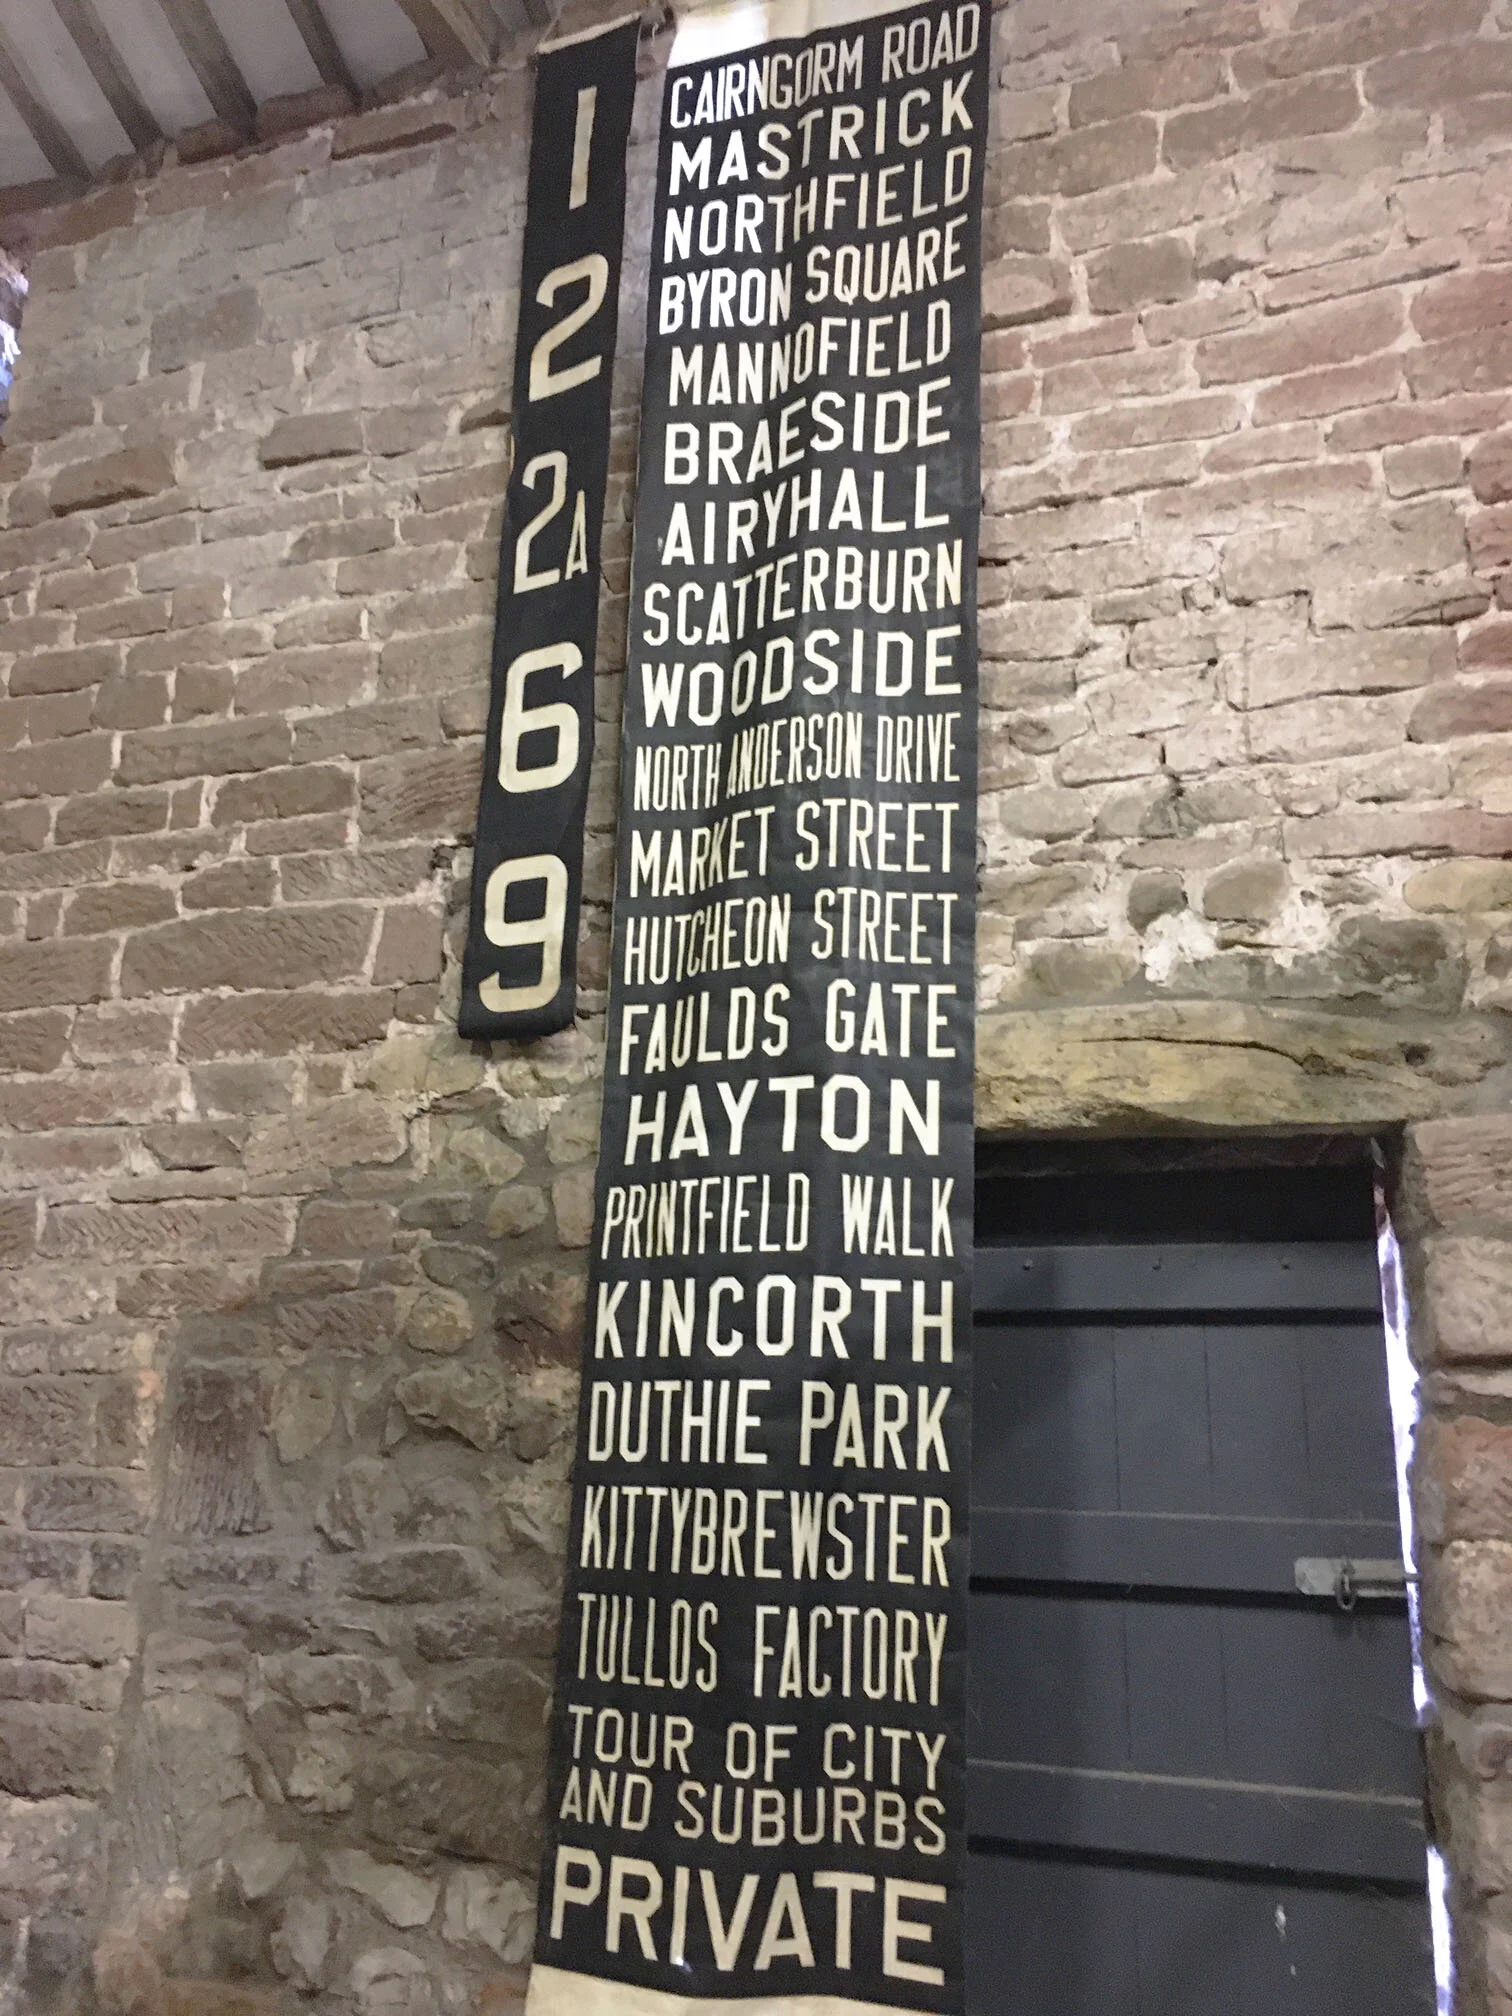 1
2
2A
6
9
CAIRNGORM ROAD
MASTRICK
NORTHFIELD
BYRON SQUARE
MANNOFIELD
BRAESIDE
AIRYHALL
SCATTERBURN
WOODSIDE
NORTH ANDERSON DRIVE
MARKET STREET
HUTCHEON STREET
FAULDS GATE
HAYTON
PRINTFIELD WALK
KINCORTH
DUTHIE PARK
KITTYBREWSTER
TULLOS FACTORY
TOUR OF CITY
AND SUBURBS
PRIVATE